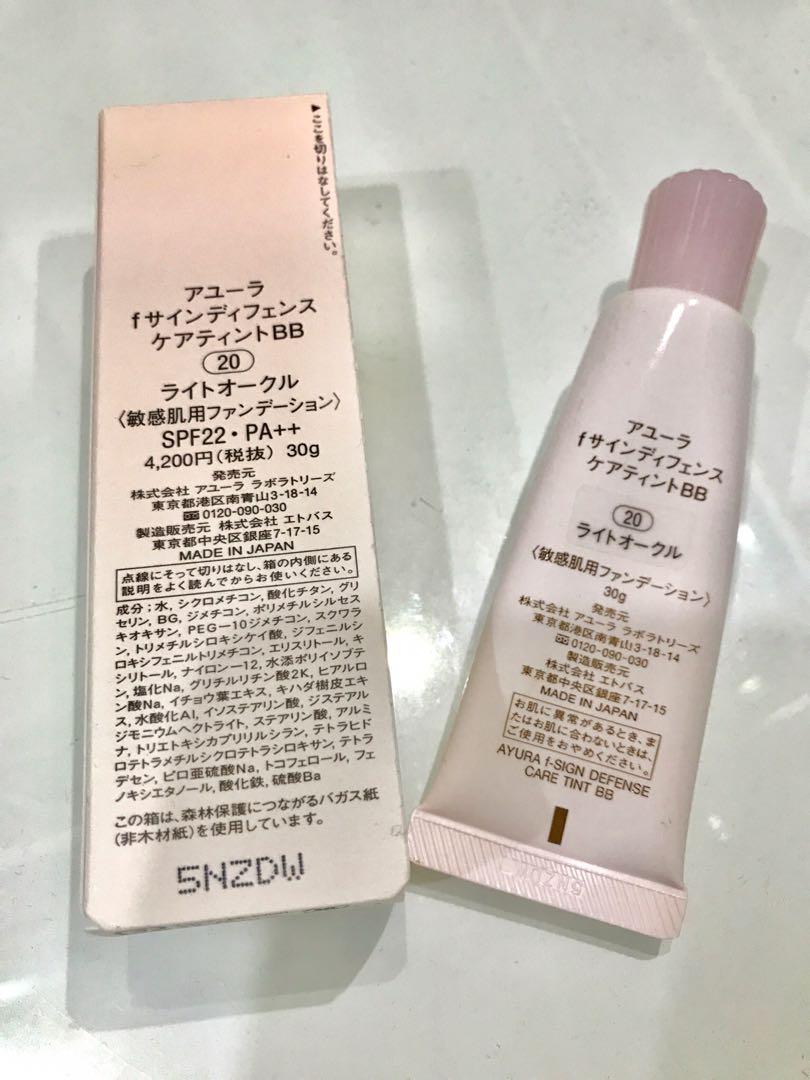 ▶ここを切りはなしてください。
アユーラ
fサインディフェンス
ケアティントBB
20
ライトオークル
〈敏感肌用ファンデーション〉
SPF22・PA++
4,200円(税抜) 30g
発売元
株式会社 アユーラ ラボラトリーズ
東京都港区南青山3-18-14
0120-090-030
製造販売元 株式会社 エトバス
東京都中央区銀座7-17-15
MADE IN JAPAN
点線にそって切りはなし、箱の内側にある
説明をよく読んでからお使いください。
成分;水, シクロメチコン, 酸化チタン, グリ
セリン, BG, ジメチコン, ポリメチルシルセス
キオキサン, PEG-10ジメチコン, スクワラ
ン, トリメチルシロキシケイ酸, ジフェニルシ
ロキシフェニルトリメチコン, エリスリトール, キ
シリトール, ナイロン-12, 水添ポリイソブテ
ン, 塩化Na, グリチルリチン酸2K, ヒアルロ
ン酸Na, イチョウ葉エキス, キハダ樹皮エキ
ス, 水酸化Al, イソステアリン酸, ジステアル
ジモニウムヘクトライト, ステアリン酸, アルミ
ナ, トリエトキシカプリリルシラン, テトラヒド
ロテトラメチルシクロテトラシロキサン, テトラ
デセン, ピロ亜硫酸Na, トコフェロール, フェ
ノキシエタノール, 酸化鉄, 硫酸Ba
この箱は、森林保護につながるバガス紙
(非木材紙)を使用しています。
5NZDW
アユーラ
fサインディフェンス
ケアティントBB
20
ライトオークル
〈敏感肌用ファンデーション〉
30g
発売元
株式会社 アユーラ ラボラトリーズ
東京都港区南青山3-18-14
0120-090-030
製造販売元
株式会社 エトバス
東京都中央区銀座7-17-15
MADE IN JAPAN
お肌に異常があるとき、ま
たはお肌に合わないときは、
ご使用をおやめください。
AYURA f-SIGN DEFENSE
CARE TINT BB